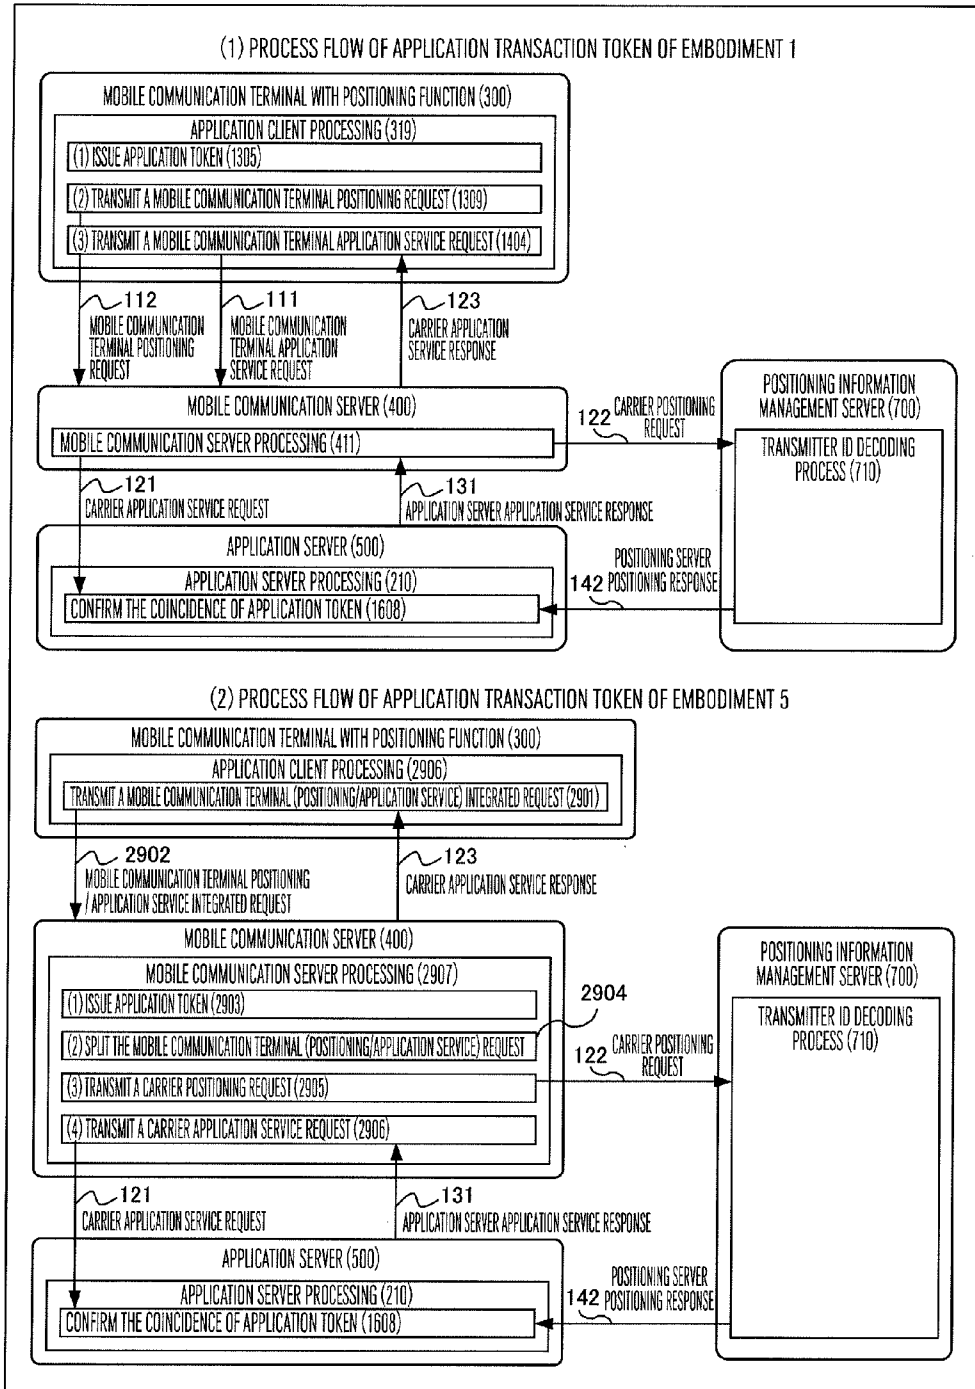 (1) PROCESS FLOW OF APPLICATION TRANSACTION TOKEN OF EMBODIMENT 1
MOBILE COMMUNICATION TERMINAL WITH POSITIONING FUNCTION (300)
APPLICATION CLIENT PROCESSING (319)
(1) ISSUE APPLICATION TOKEN (1305)
(2) TRANSMIT A MOBILE COMMUNICATION TERMINAL POSITIONING REQUEST (1309)
(3) TRANSMIT A MOBILE COMMUNICATION TERMINAL APPLICATION SERVICE REQUEST (1404)
112
MOBILE COMMUNICATION
TERMINAL POSITIONING
REQUEST
111
MOBILE COMMUNICATION
TERMINAL APPLICATION
SERVICE REQUEST
123
CARRIER APPLICATION
SERVICE RESPONSE
MOBILE COMMUNICATION SERVER (400)
MOBILE COMMUNICATION SERVER PROCESSING (411)
122 CARRIER POSITIONING
REQUEST
POSITIONING INFORMATION
MANAGEMENT SERVER (700)
TRANSMITTER ID DECODING
PROCESS (710)
121
CARRIER APPLICATION SERVICE REQUEST
131
APPLICATION SERVER APPLICATION SERVICE RESPONSE
APPLICATION SERVER (500)
APPLICATION SERVER PROCESSING (210)
CONFIRM THE COINCIDENCE OF APPLICATION TOKEN (1608)
POSITIONING SERVER
142 POSITIONING RESPONSE
(2) PROCESS FLOW OF APPLICATION TRANSACTION TOKEN OF EMBODIMENT 5
MOBILE COMMUNICATION TERMINAL WITH POSITIONING FUNCTION (300)
APPLICATION CLIENT PROCESSING (2906)
TRANSMIT A MOBILE COMMUNICATION TERMINAL (POSITIONING/APPLICATION SERVICE) INTEGRATED REQUEST (2901)
2902
MOBILE COMMUNICATION TERMINAL POSITIONING
/ APPLICATION SERVICE INTEGRATED REQUEST
123
CARRIER APPLICATION SERVICE RESPONSE
MOBILE COMMUNICATION SERVER (400)
MOBILE COMMUNICATION SERVER PROCESSING (2907)
(1) ISSUE APPLICATION TOKEN (2903)
(2) SPLIT THE MOBILE COMMUNICATION TERMINAL (POSITIONING/APPLICATION SERVICE) REQUEST
2904
(3) TRANSMIT A CARRIER POSITIONING REQUEST (2905)
(4) TRANSMIT A CARRIER APPLICATION SERVICE REQUEST (2906)
122 CARRIER POSITIONING
REQUEST
POSITIONING INFORMATION
MANAGEMENT SERVER (700)
TRANSMITTER ID DECODING
PROCESS (710)
121
CARRIER APPLICATION SERVICE REQUEST
131
APPLICATION SERVER APPLICATION SERVICE RESPONSE
APPLICATION SERVER (500)
APPLICATION SERVER PROCESSING (210)
CONFIRM THE COINCIDENCE OF APPLICATION TOKEN (1608)
POSITIONING SERVER
142 POSITIONING RESPONSE